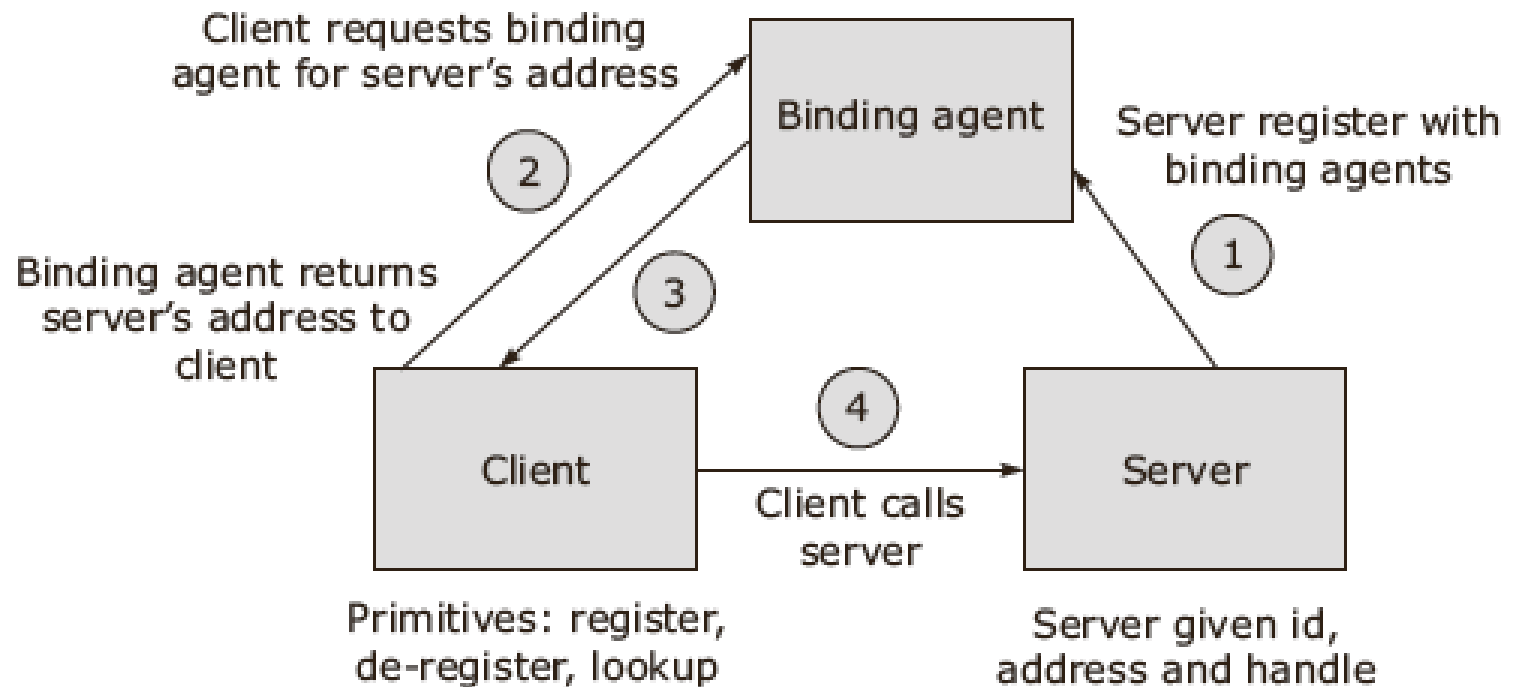 Client requests binding
agent for server's address
Binding agent
Server register with
binding agents
2
1
Binding agent returns
server's address to
client
3
4
Client
Server
Client calls
server
Primitives: register,
de-register, lookup
Server given id,
address and handle